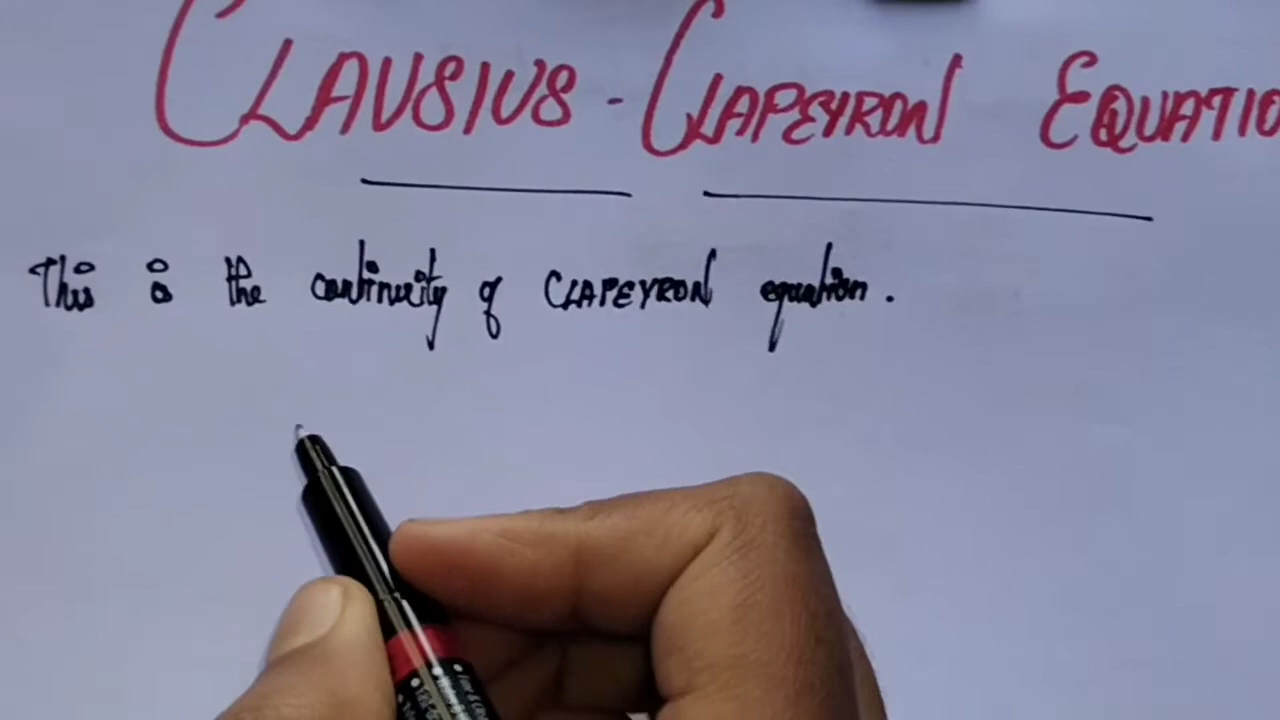 CLAUSIUS - CLAPEYRON EQUATIO
This is the continuity of CLAPEYRON equation.